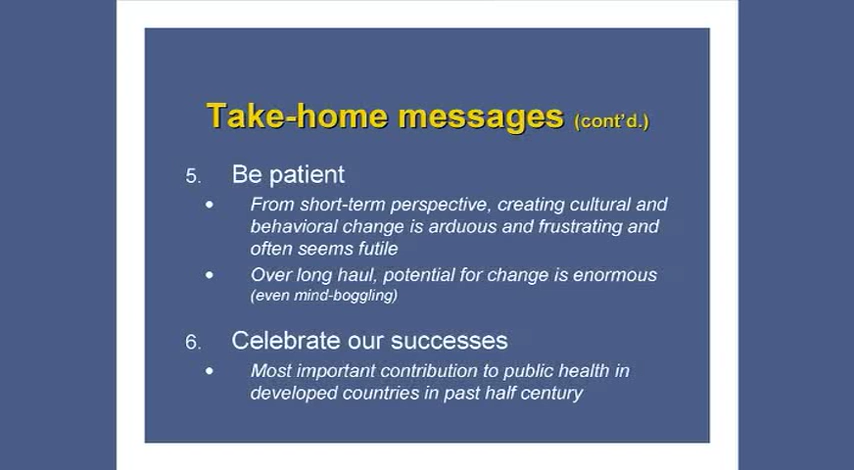 Take-home messages (cont'd.)
5. Be patient
• From short-term perspective, creating cultural and
behavioral change is arduous and frustrating and
often seems futile
• Over long haul, potential for change is enormous
(even mind-boggling)
6. Celebrate our successes
• Most important contribution to public health in
developed countries in past half century